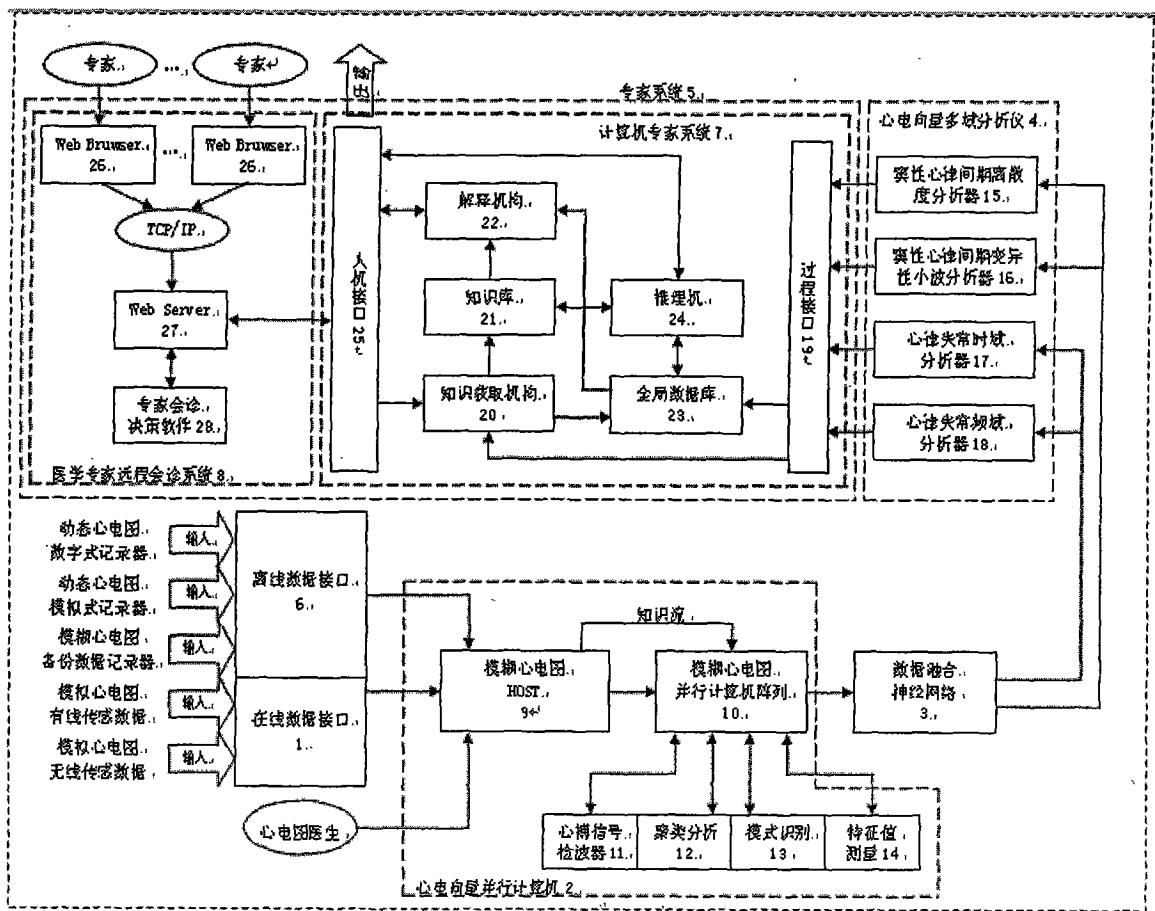 专家
...
专家
输出
专家系统 5
Web Bruwser
26
...
Web Bruwser
26
TCP/IP
Web Server
27
专家会诊
决策软件 28
医学专家远程会诊系统 8
计算机专家系统 7
人机接口 25
解释机构
22
知识库
21
知识获取机构
20
推理机
24
全局数据库
23
过程接口 19
心电向量多域分析仪 4
窦性心律间期离散
度分析器 15
窦性心律间期变异
性小波分析器 16
心律失常时域
分析器 17
心律失常频域
分析器 18
动态心电图
数字式记录器
输入
动态心电图
模拟式记录器
输入
模糊心电图
备份数据记录器
输入
模拟心电图
有线传感数据
输入
模拟心电图
无线传感数据
输入
离线数据接口
6
在线数据接口
1
心电图医生
知识流
模糊心电图
HOST
9
模糊心电图
并行计算机阵列
10
数据融合
神经网络
3
心搏信号
检波器 11
聚类分析
12
模式识别
13
特征值
测量 14
心电向量并行计算机 2